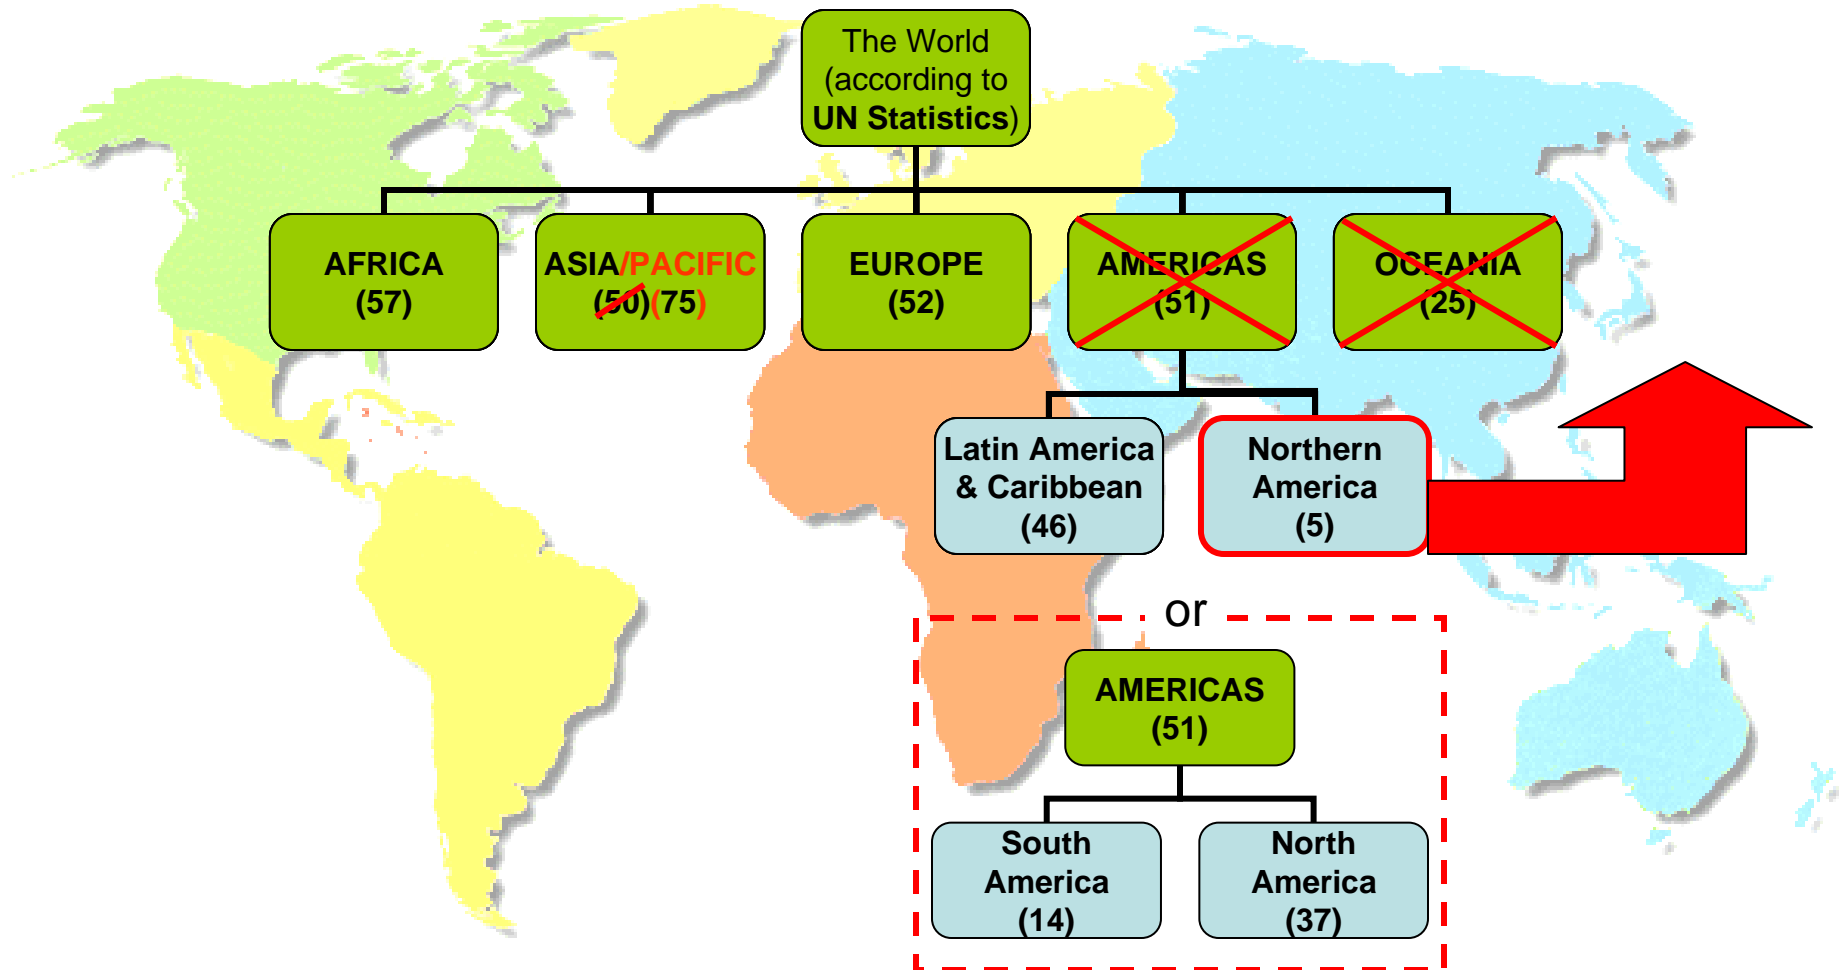 The World
(according to
UN Statistics)
AFRICA
(57)
ASIA/PACIFIC
(50)(75)
EUROPE
(52)
AMERICAS
(51)
OCEANIA
(25)
Latin America
& Caribbean
(46)
Northern
America
(5)
or
AMERICAS
(51)
South
America
(14)
North
America
(37)